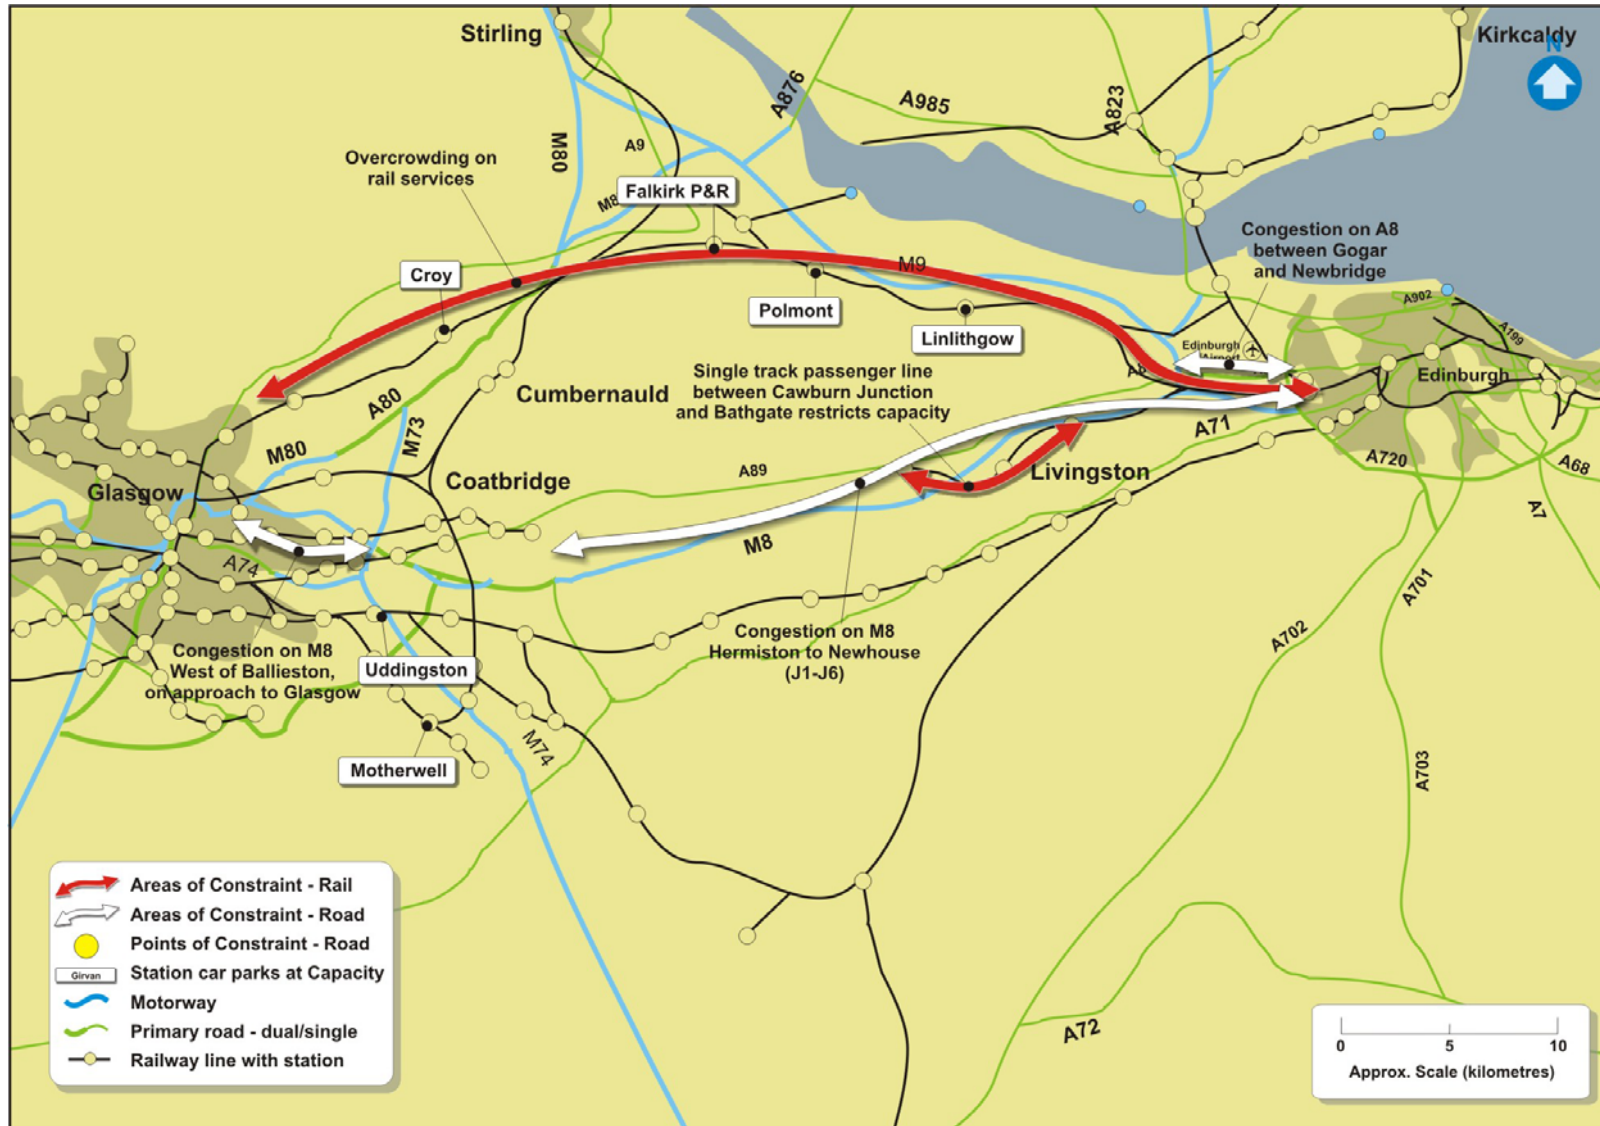 Stirling
Kirkcaldy
N
A876
A985
A823
M80
A9
Overcrowding on
rail services
Falkirk P&R
Congestion on A8
between Gogar
and Newbridge
M9
Croy
Polmont
Linlithgow
A902
A199
Edinburgh
Edinburgh
Single track passenger line
between Cawburn Junction
and Bathgate restricts capacity
Cumbernauld
A80
M73
M80
A71
A720
A68
A7
Coatbridge
A89
Livingston
Glasgow
M8
A74
A701
A702
Congestion on M8
West of Ballieston,
on approach to Glasgow
Uddingston
Congestion on M8
Hermiston to Newhouse
(J1-J6)
Motherwell
M74
A703
A72
Areas of Constraint - Rail
Areas of Constraint - Road
Points of Constraint - Road
Girvan
Station car parks at Capacity
Motorway
Primary road - dual/single
Railway line with station
0 5 10
Approx. Scale (kilometres)